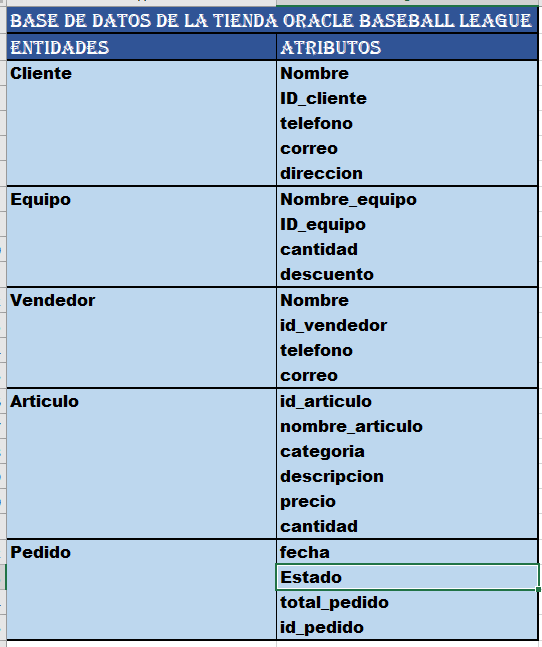 BASE DE DATOS DE LA TIENDA ORACLE BASEBALL LEAGUE
ENTIDADES ATRIBUTOS
Cliente Nombre
ID_cliente
telefono
correo
direccion
Equipo Nombre_equipo
ID_equipo
cantidad
descuento
Vendedor Nombre
id_vendedor
telefono
correo
Articulo id_articulo
nombre_articulo
categoria
descripcion
precio
cantidad
Pedido fecha
Estado
total_pedido
id_pedido